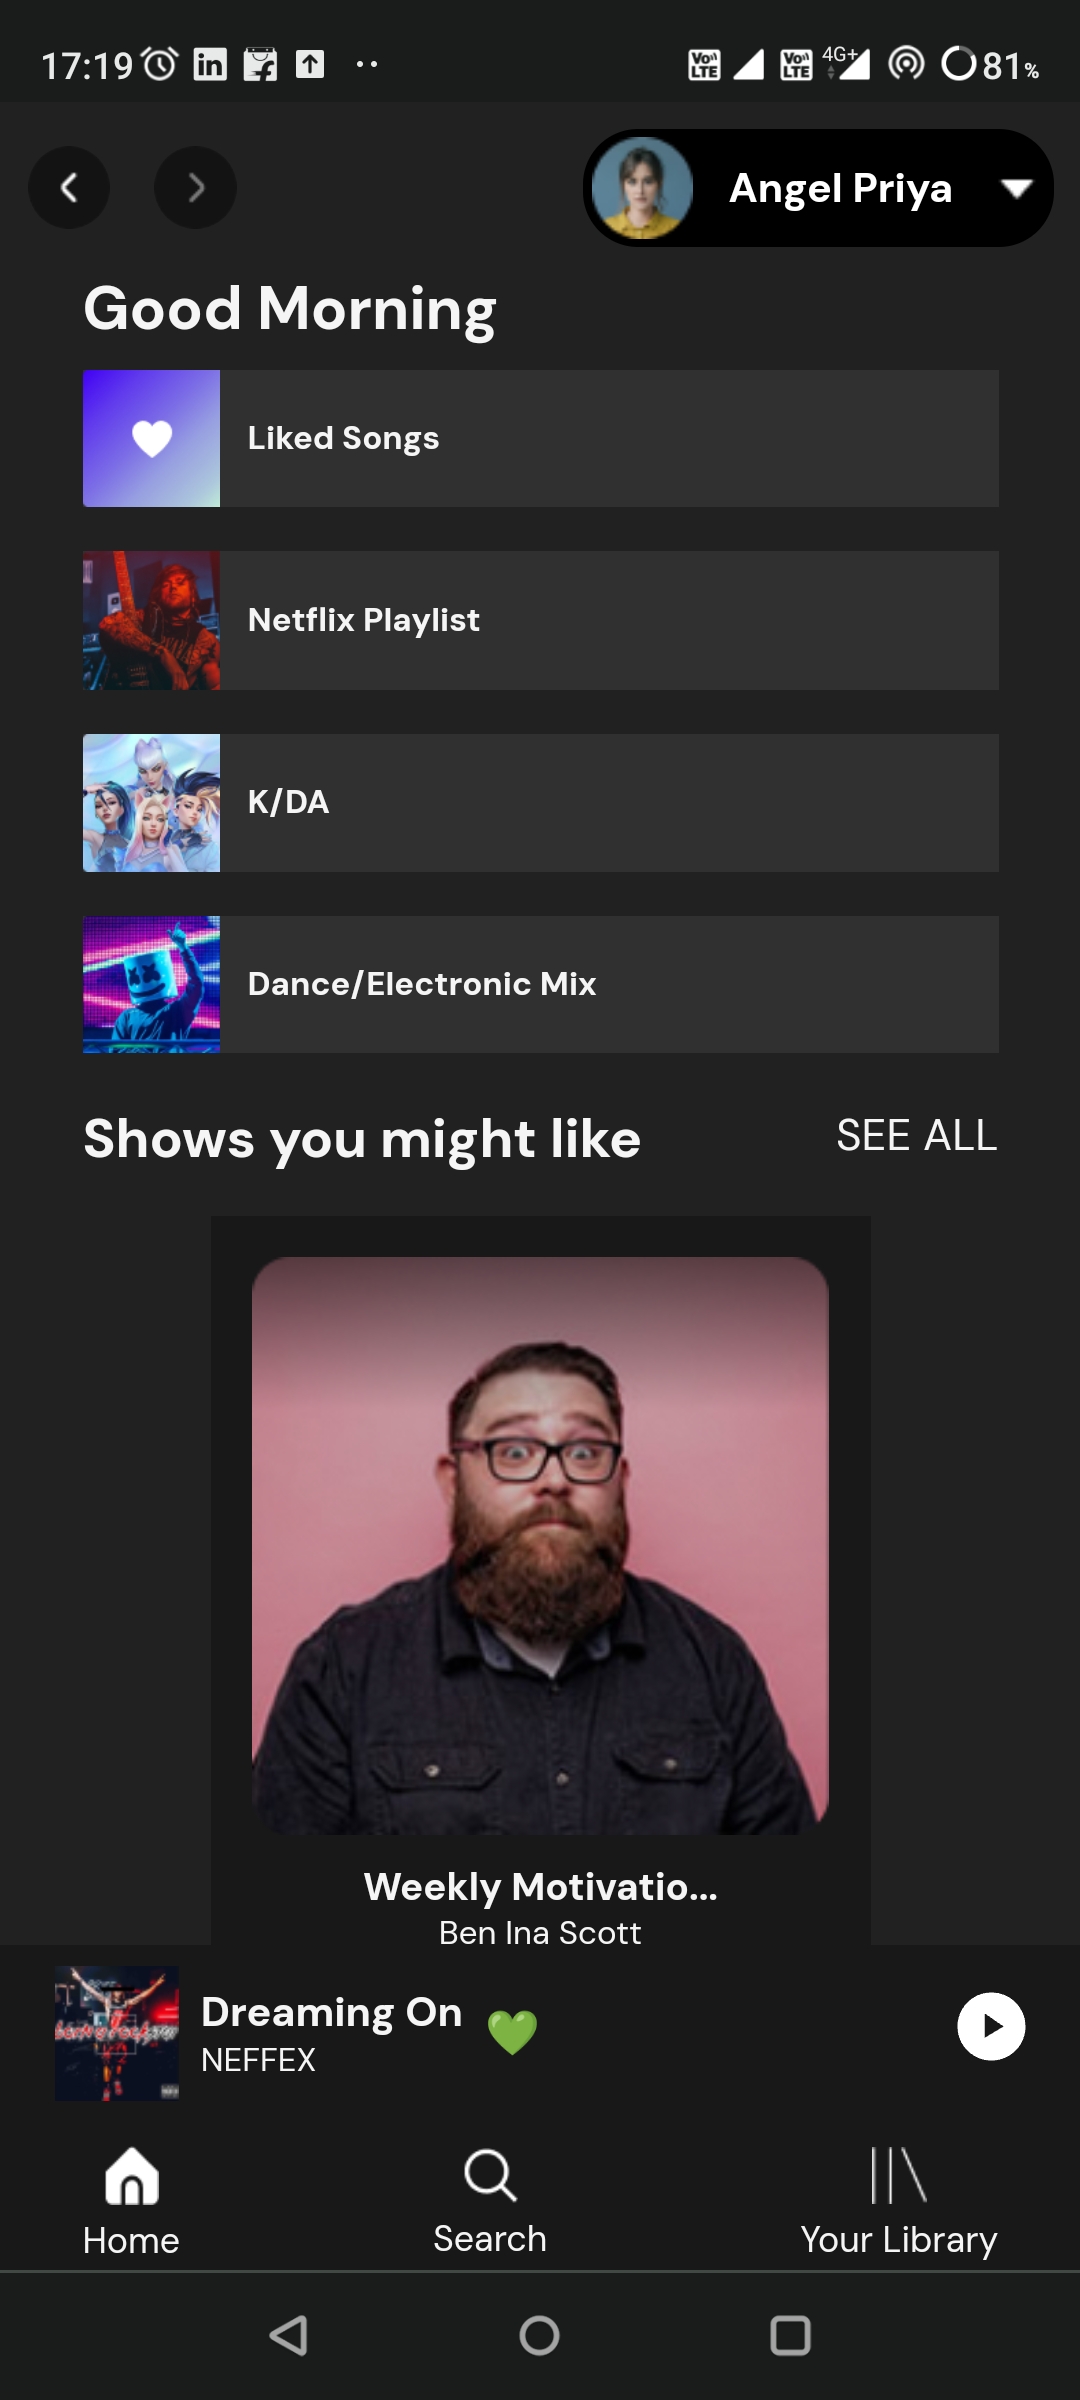 17:19
Vo)) LTE
Vo)) LTE
4G+
81%
Angel Priya
Good Morning
Liked Songs
Netflix Playlist
K/DA
Dance/Electronic Mix
Shows you might like
SEE ALL
Weekly Motivatio...
Ben Ina Scott
Dreaming On 💚
NEFFEX
Home
Search
Your Library